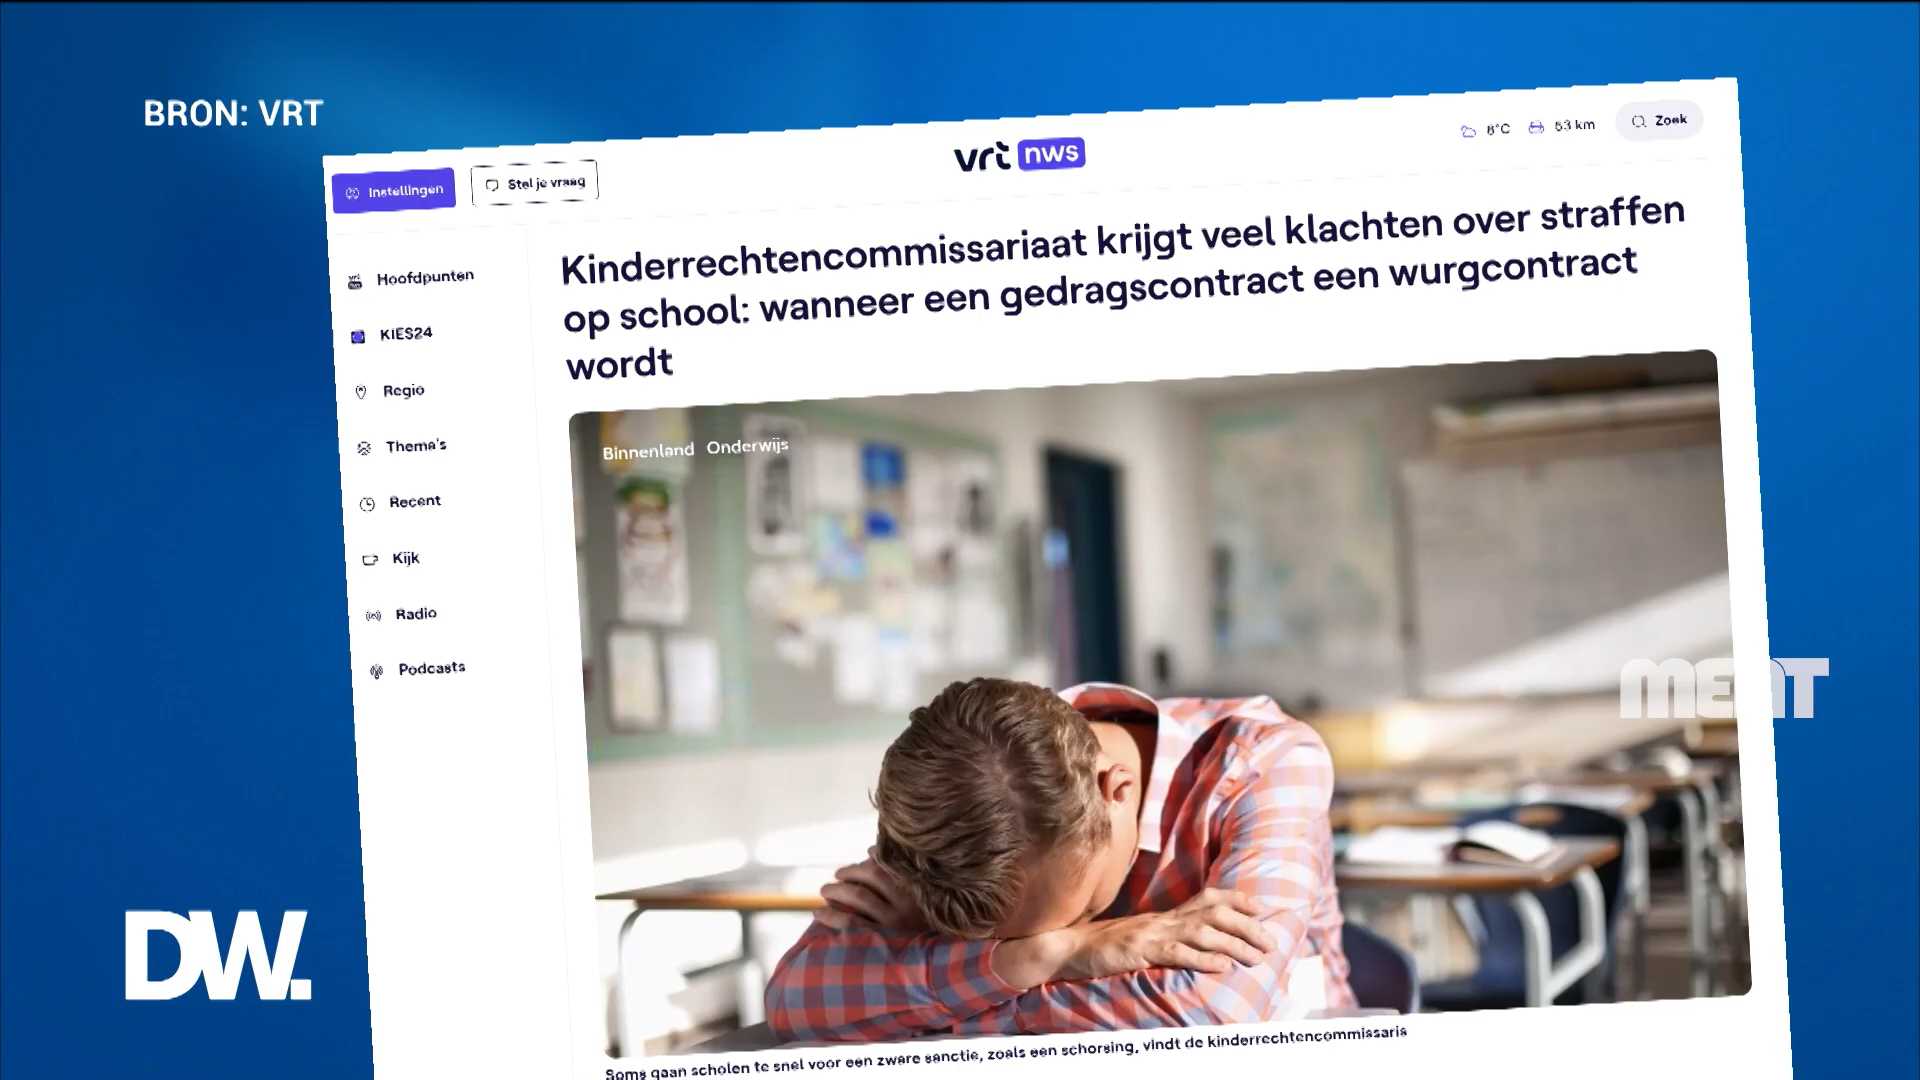 BRON: VRT
Instellingen
Stel je vraag
vrt nws
8°C
53 km
Zoek
Hoofdpunten
KIES24
Regio
Thema's
Recent
Kijk
Radio
Podcasts
Kinderrechtencommissariaat krijgt veel klachten over straffen
op school: wanneer een gedragscontract een wurgcontract
wordt
Binnenland Onderwijs
MENT
DW.
Soms gaan scholen te snel voor een zware sanctie, zoals een schorsing, vindt de kinderrechtencommissaris